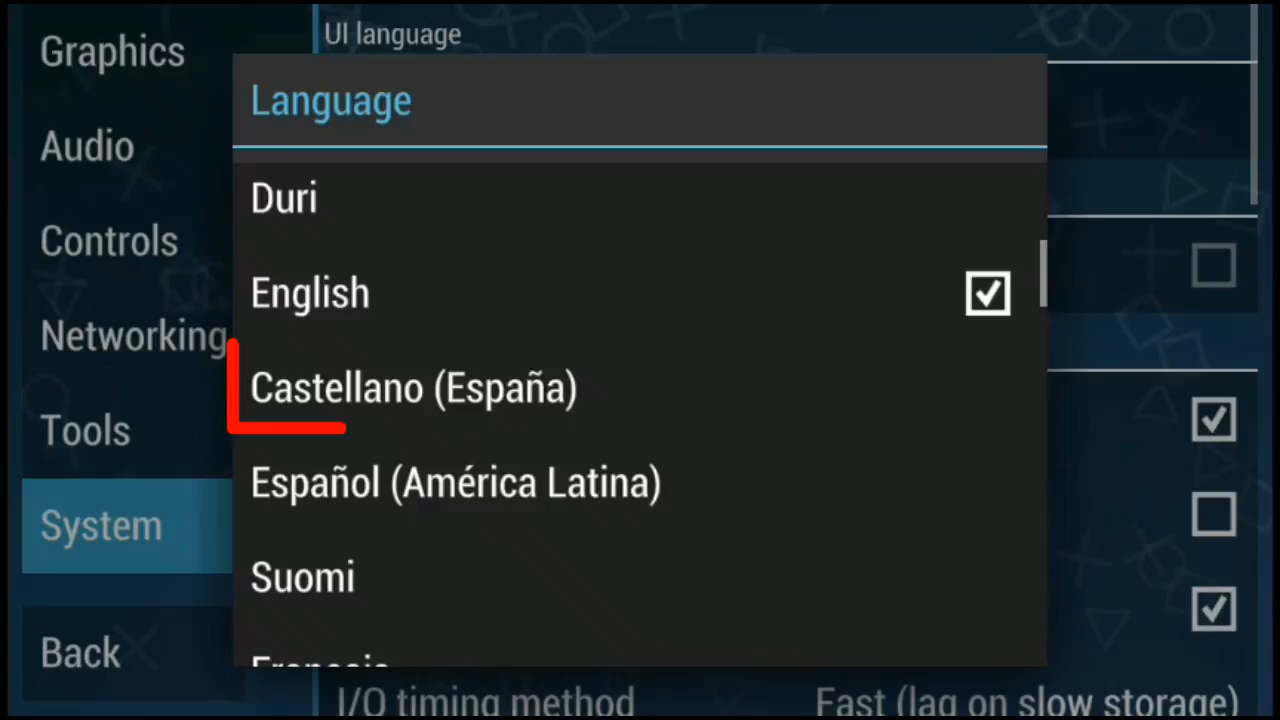 Graphics
Audio
Controls
Networking
Tools
System
Back
UI language
Language
Duri
English
Castellano (España)
Español (América Latina)
Suomi
Français
I/O timing method
Fast (lag on slow storage)